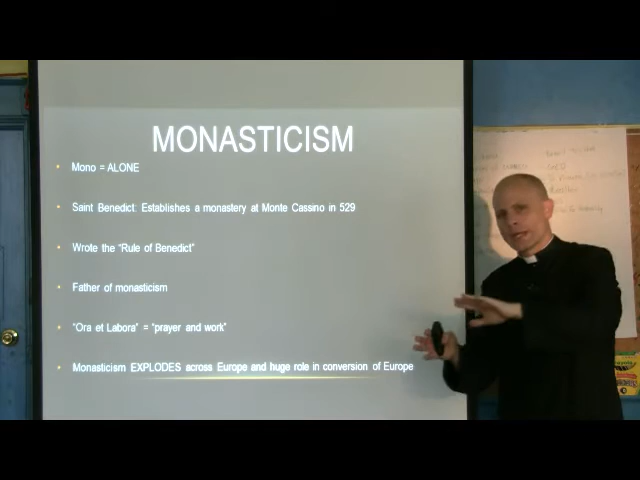 MONASTICISM
Mono = ALONE
Saint Benedict: Establishes a monastery at Monte Cassino in 529
Wrote the "Rule of Benedict"
Father of monasticism
"Ora et Labora" = "prayer and work"
Monasticism EXPLODES across Europe and huge role in conversion of Europe